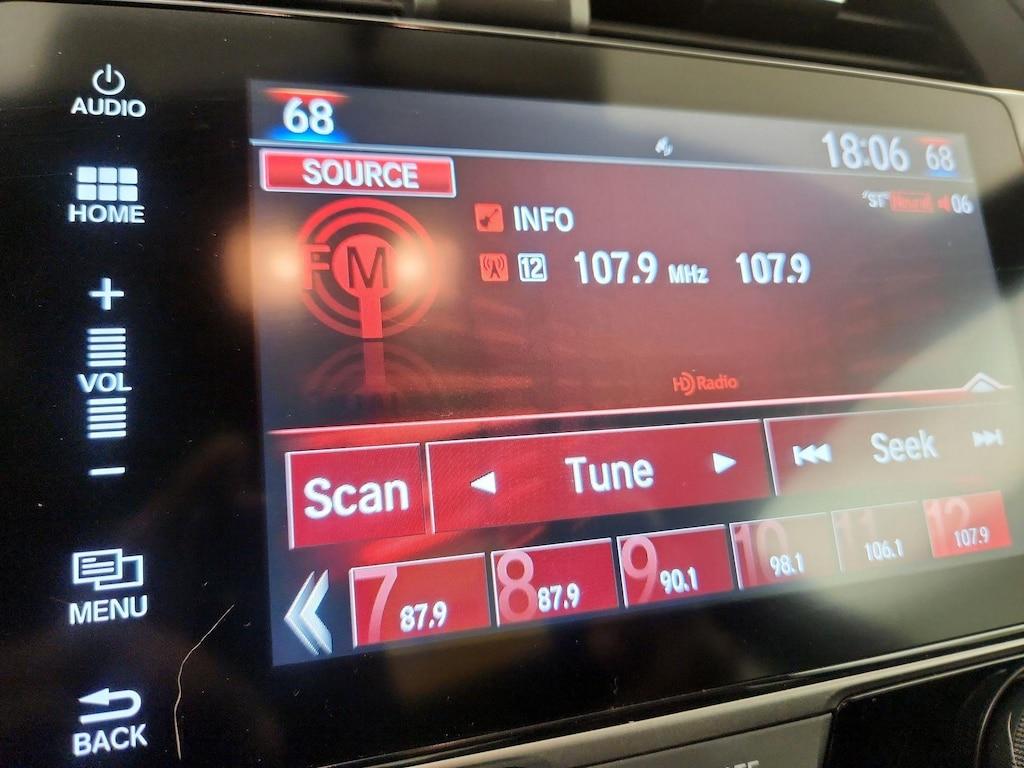 AUDIO
HOME
+
VOL
−
MENU
BACK
68
18:06 68
SOURCE
ST Neural 06
FM
INFO
12 107.9 MHz 107.9
HD Radio
Scan
Tune
Seek
7 87.9
8 87.9
9 90.1
10 98.1
11 106.1
12 107.9